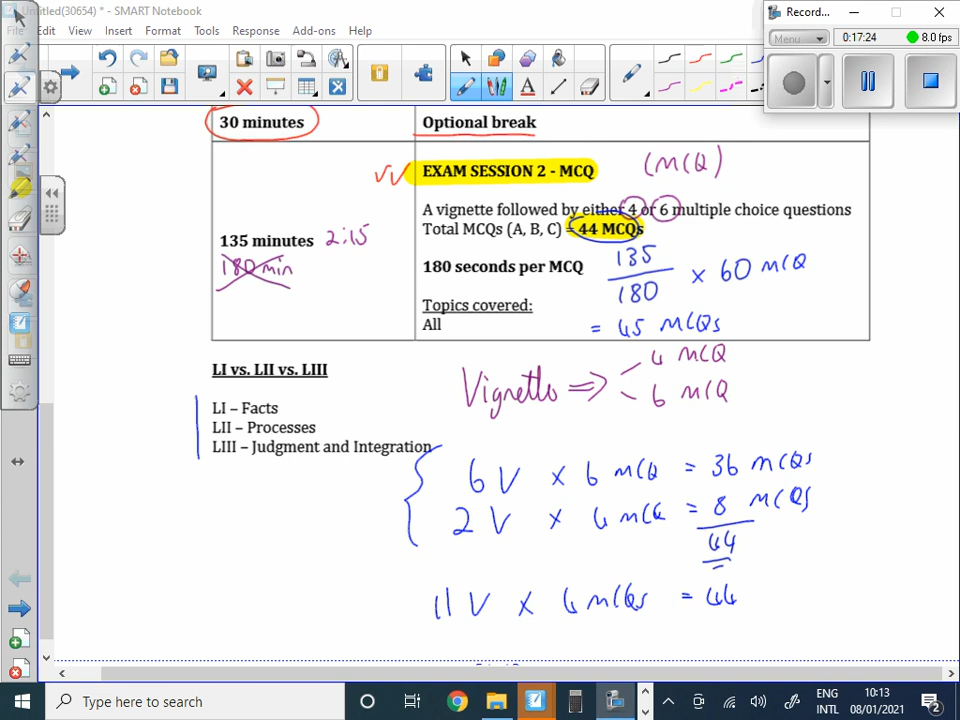 Untitled(30654) * - SMART Notebook
File Edit View Insert Format Tools Response Add-ons Help
Record...
Menu
0:17:24
8.0 fps
30 minutes
Optional break
EXAM SESSION 2 - MCQ
(MCQ)
A vignette followed by either 4 or 6 multiple choice questions
Total MCQs (A, B, C) = 44 MCQs
135 minutes 2:15
180 min
180 seconds per MCQ
135
180
× 60 MCQ
= 45 MCQs
Topics covered:
All
LI vs. LII vs. LIII
LI – Facts
LII – Processes
LIII – Judgment and Integration
Vignette ⇒
4 MCQ
6 MCQ
6 V × 6 MCQ = 36 MCQs
2 V × 4 MCQ = 8 MCQs
44
11 V × 4 MCQs = 44
Type here to search
ENG
INTL
10:13
08/01/2021
2